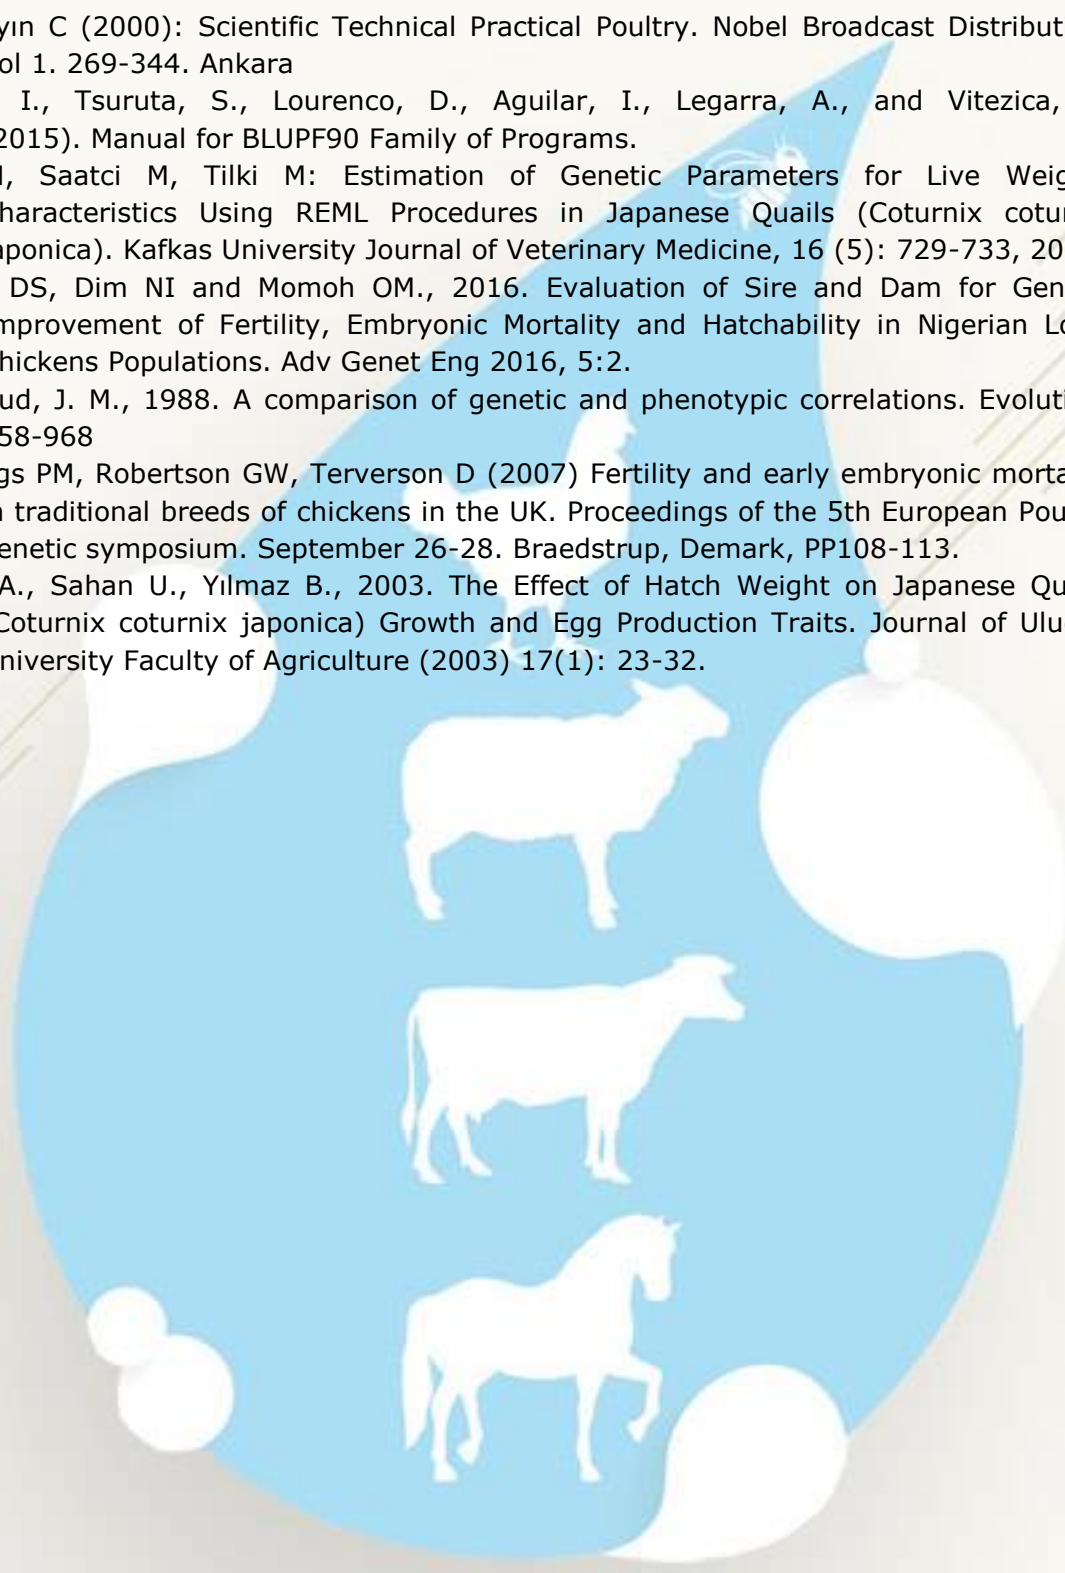 yın C (2000): Scientific Technical Practical Poultry. Nobel Broadcast Distribut
ol 1. 269-344. Ankara
I., Tsuruta, S., Lourenco, D., Aguilar, I., Legarra, A., and Vitezica,
2015). Manual for BLUPF90 Family of Programs.
, Saatci M, Tilki M: Estimation of Genetic Parameters for Live Weig
haracteristics Using REML Procedures in Japanese Quails (Coturnix cotur
aponica). Kafkas University Journal of Veterinary Medicine, 16 (5): 729-733, 20
DS, Dim NI and Momoh OM., 2016. Evaluation of Sire and Dam for Gen
mprovement of Fertility, Embryonic Mortality and Hatchability in Nigerian Lo
hickens Populations. Adv Genet Eng 2016, 5:2.
ud, J. M., 1988. A comparison of genetic and phenotypic correlations. Evoluti
58-968
gs PM, Robertson GW, Terverson D (2007) Fertility and early embryonic morta
n traditional breeds of chickens in the UK. Proceedings of the 5th European Pou
enetic symposium. September 26-28. Braedstrup, Demark, PP108-113.
A., Sahan U., Yılmaz B., 2003. The Effect of Hatch Weight on Japanese Qu
Coturnix coturnix japonica) Growth and Egg Production Traits. Journal of Ulu
niversity Faculty of Agriculture (2003) 17(1): 23-32.